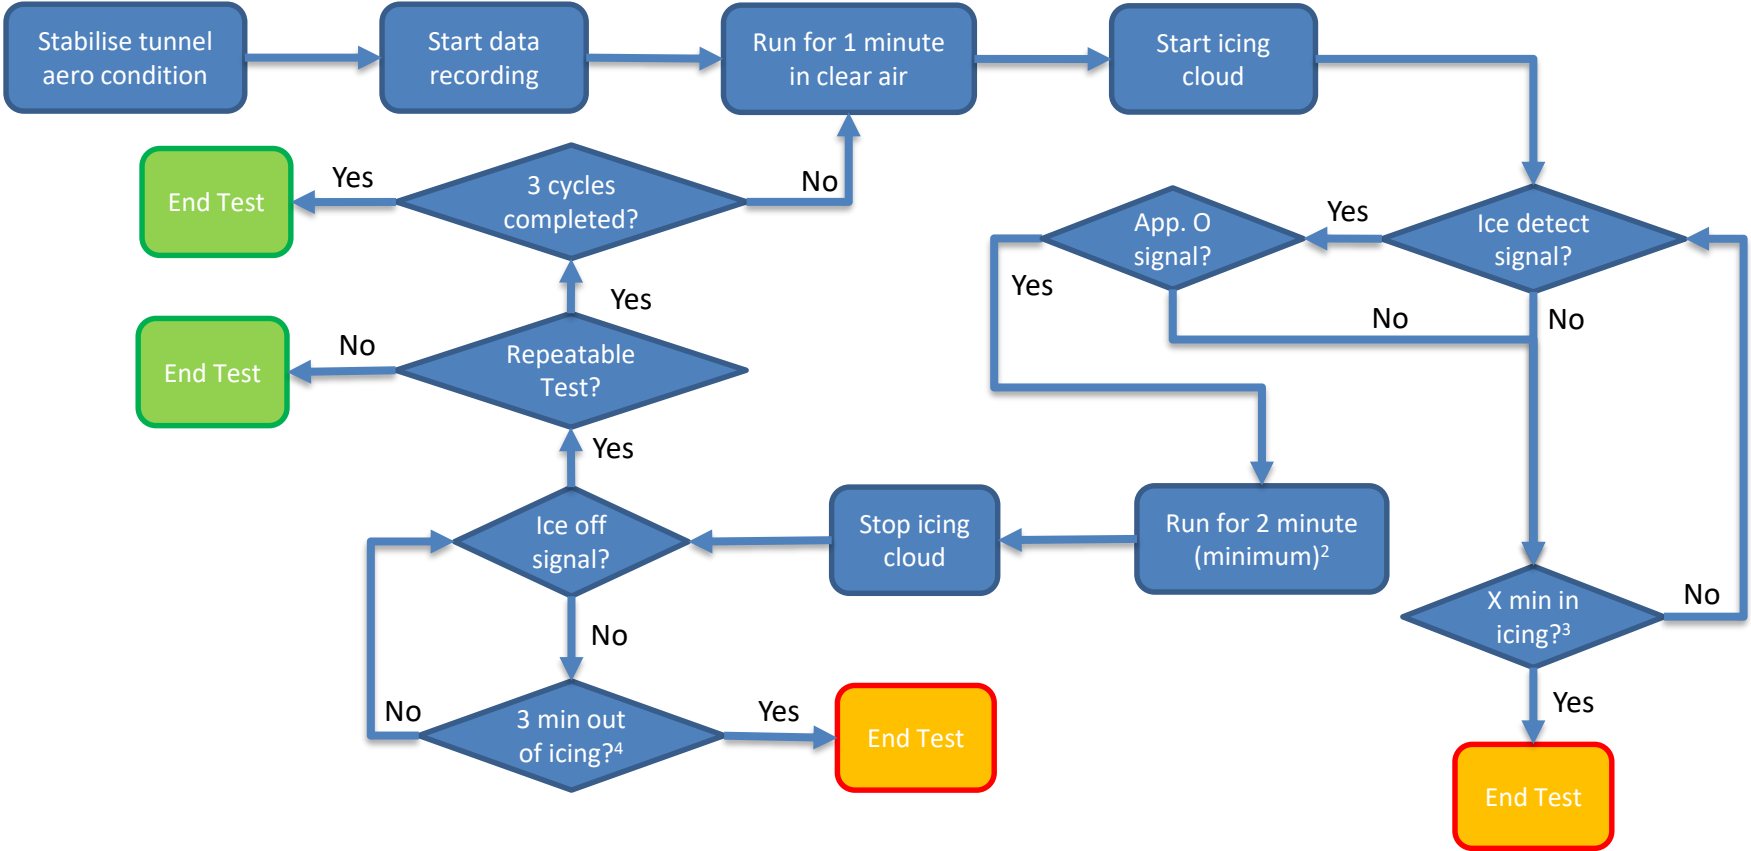 Stabilise tunnel
aero condition
Start data
recording
Run for 1 minute
in clear air
Start icing
cloud
End Test
Yes
3 cycles
completed?
No
App. O
signal?
Yes
Ice detect
signal?
Yes
Yes
No
No
End Test
No
Repeatable
Test?
Yes
Ice off
signal?
Stop icing
cloud
Run for 2 minute
(minimum)²
X min in
icing?³
No
No
No
3 min out
of icing?⁴
Yes
End Test
Yes
End Test